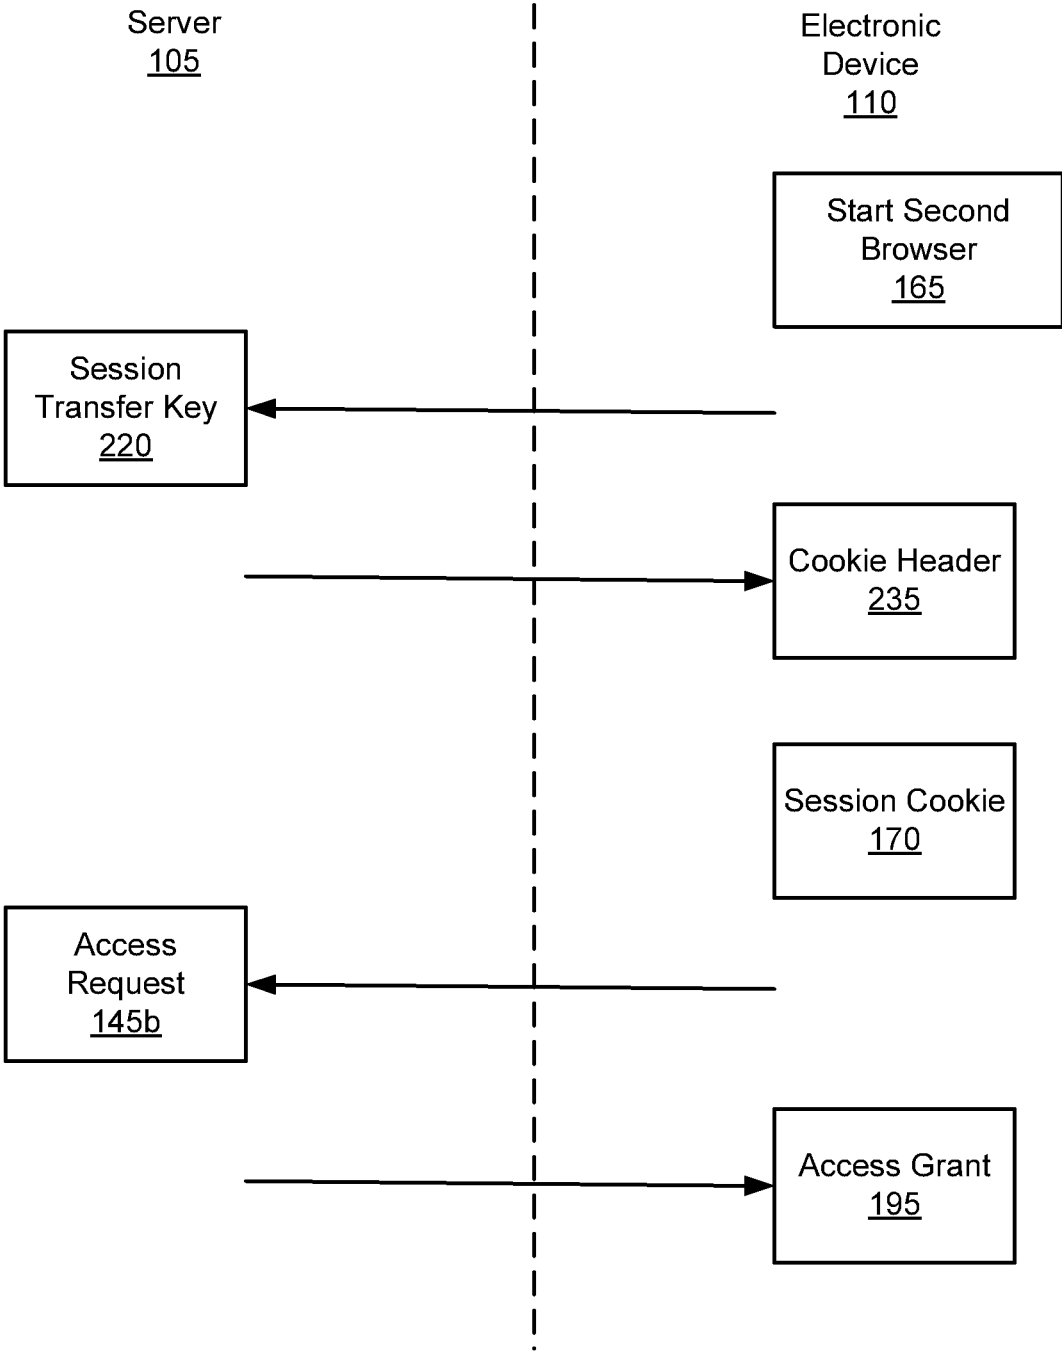 Server
105
Electronic
Device
110
Start Second
Browser
165
Session
Transfer Key
220
Cookie Header
235
Session Cookie
170
Access
Request
145b
Access Grant
195